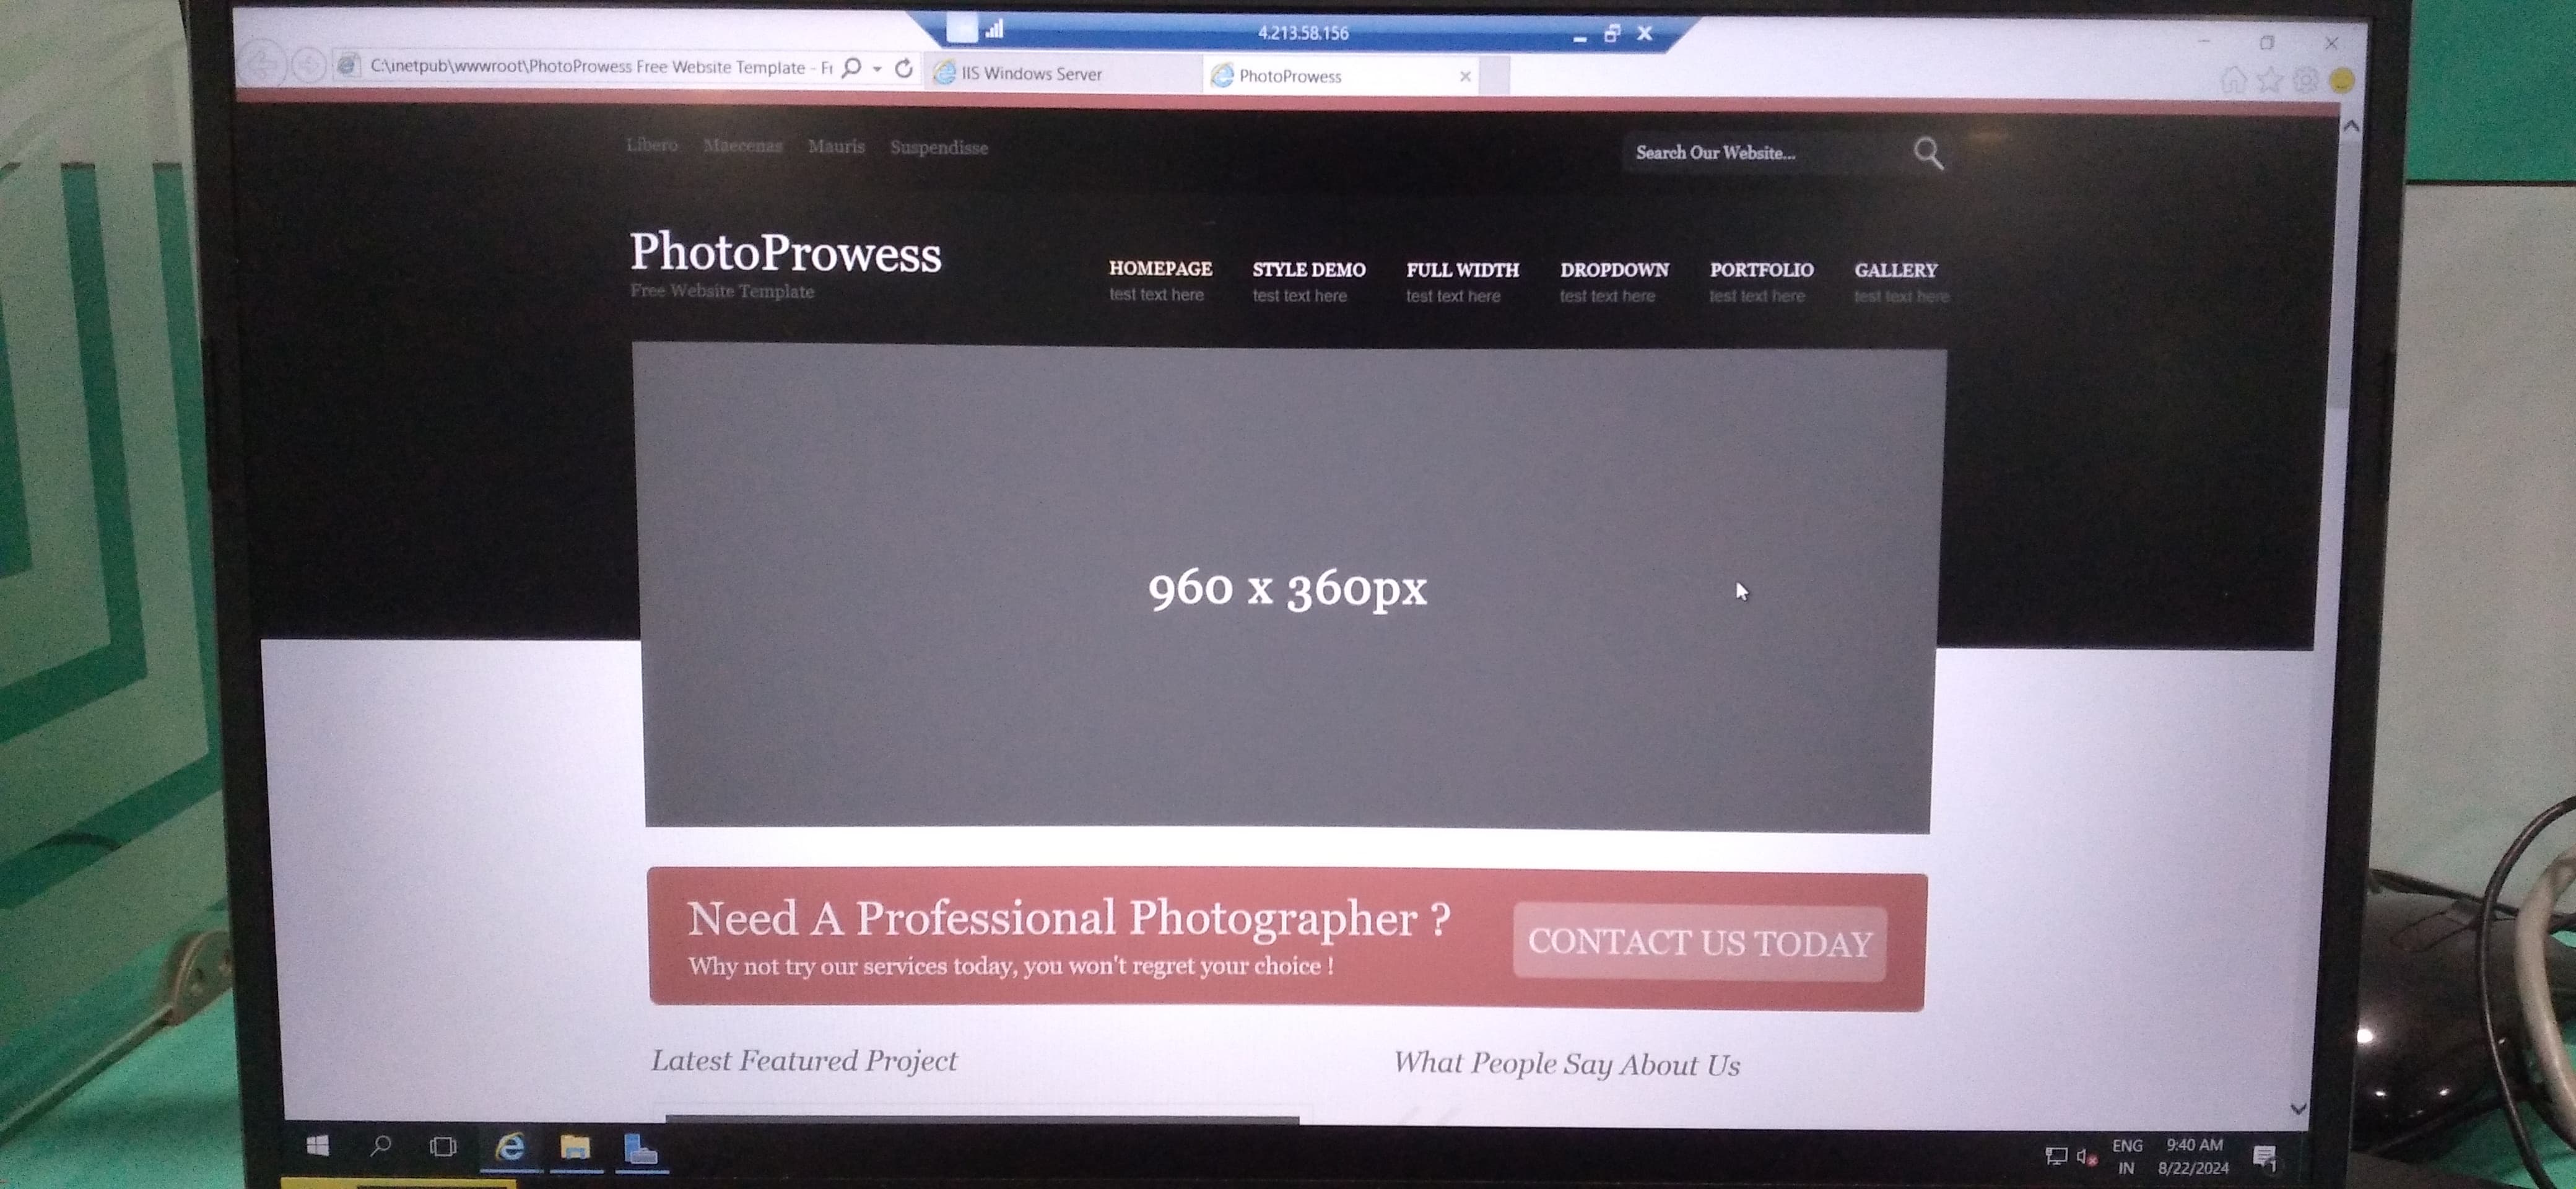 4.213.58.156
C:\inetpub\wwwroot\PhotoProwess Free Website Template - Fr
IIS Windows Server
PhotoProwess
Libero Maecenas Mauris Suspendisse
Search Our Website...
PhotoProwess
Free Website Template
HOMEPAGE STYLE DEMO FULL WIDTH DROPDOWN PORTFOLIO GALLERY
test text here test text here test text here test text here test text here test text here
960 x 360px
Need A Professional Photographer ?
Why not try our services today, you won't regret your choice !
CONTACT US TODAY
Latest Featured Project
What People Say About Us
ENG
IN
9:40 AM
8/22/2024
1